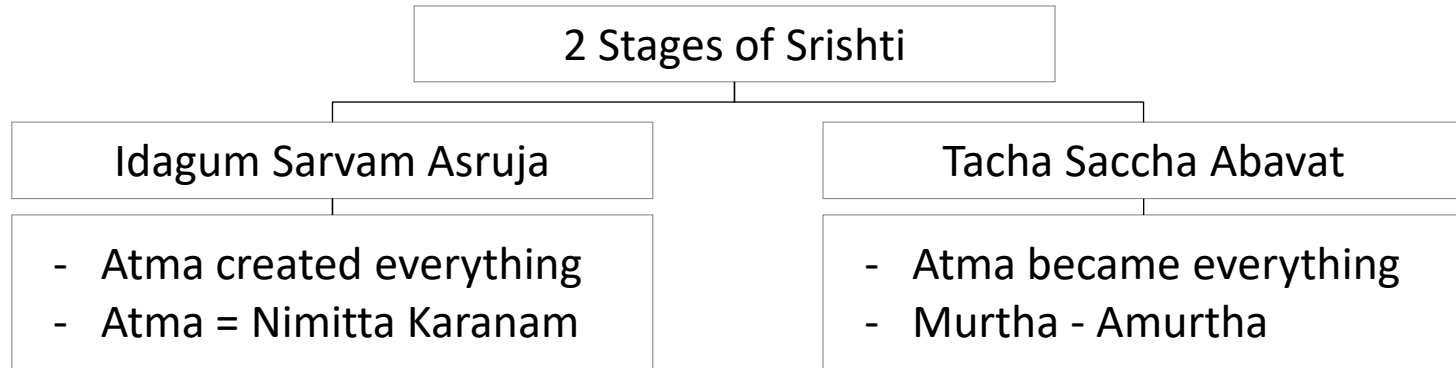 2 Stages of Srishti
Idagum Sarvam Asruja
- Atma created everything
- Atma = Nimitta Karanam
Tacha Saccha Abavat
- Atma became everything
- Murtha - Amurtha